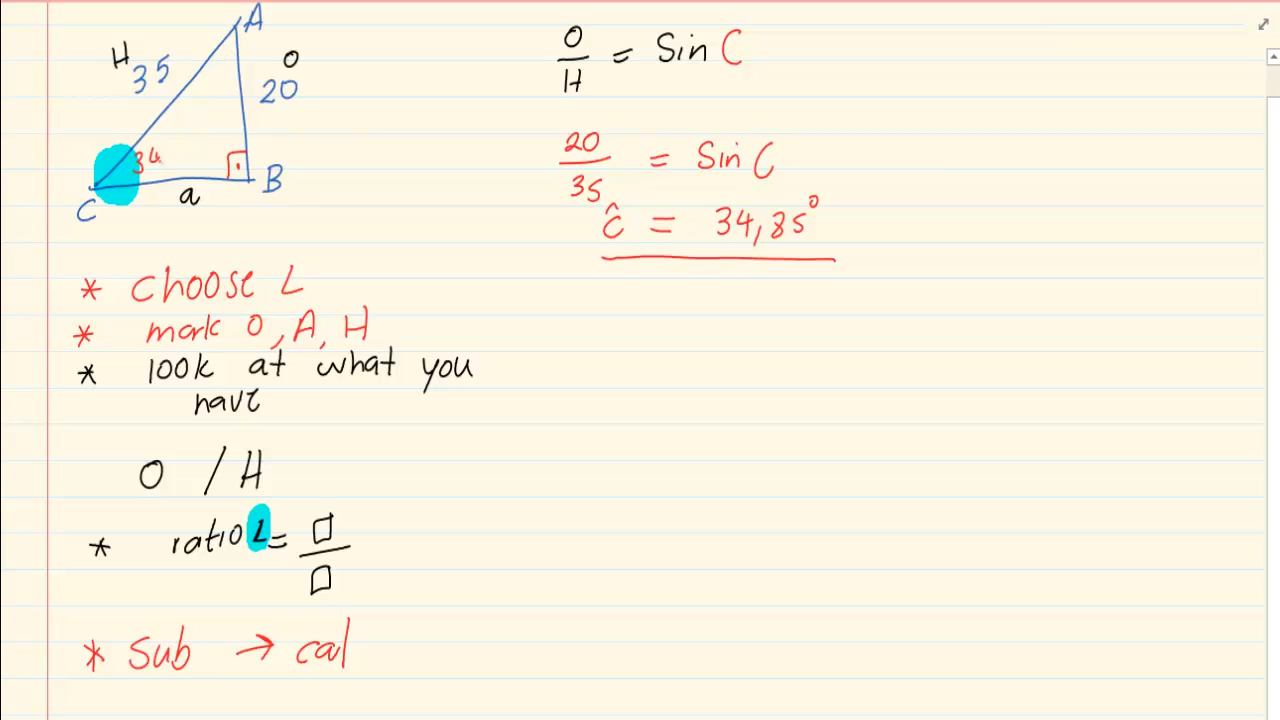 A
H
35
O
20
34
B
C
a
O/H = Sin C
20/35 = Sin C
Ĉ = 34,85°
* choose ∠
* mark O, A, H
* look at what you
have
O / H
* ratio ∠ = □/□
* Sub → cal